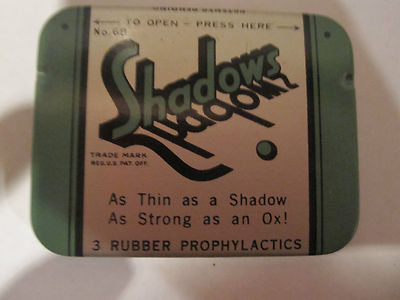 TO OPEN - PRESS HERE
No. 6B
Shadows
TRADE MARK
REG. U.S. PAT. OFF.
As Thin as a Shadow
As Strong as an Ox!
3 RUBBER PROPHYLACTICS